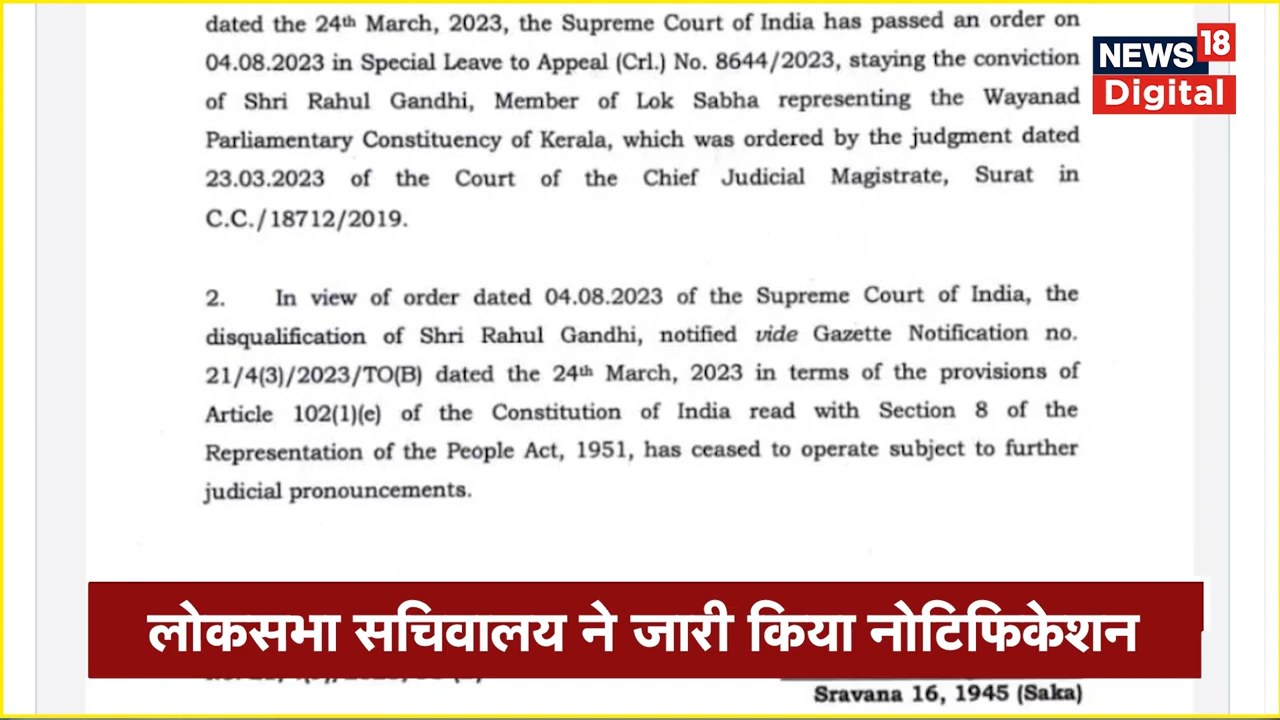 dated the 24th March, 2023, the Supreme Court of India has passed an order on
04.08.2023 in Special Leave to Appeal (Crl.) No. 8644/2023, staying the conviction
of Shri Rahul Gandhi, Member of Lok Sabha representing the Wayanad
Parliamentary Constituency of Kerala, which was ordered by the judgment dated
23.03.2023 of the Court of the Chief Judicial Magistrate, Surat in
C.C./18712/2019.
2. In view of order dated 04.08.2023 of the Supreme Court of India, the
disqualification of Shri Rahul Gandhi, notified vide Gazette Notification no.
21/4(3)/2023/TO(B) dated the 24th March, 2023 in terms of the provisions of
Article 102(1)(e) of the Constitution of India read with Section 8 of the
Representation of the People Act, 1951, has ceased to operate subject to further
judicial pronouncements.
NEWS 18
Digital
लोकसभा सचिवालय ने जारी किया नोटिफिकेशन
Sravana 16, 1945 (Saka)